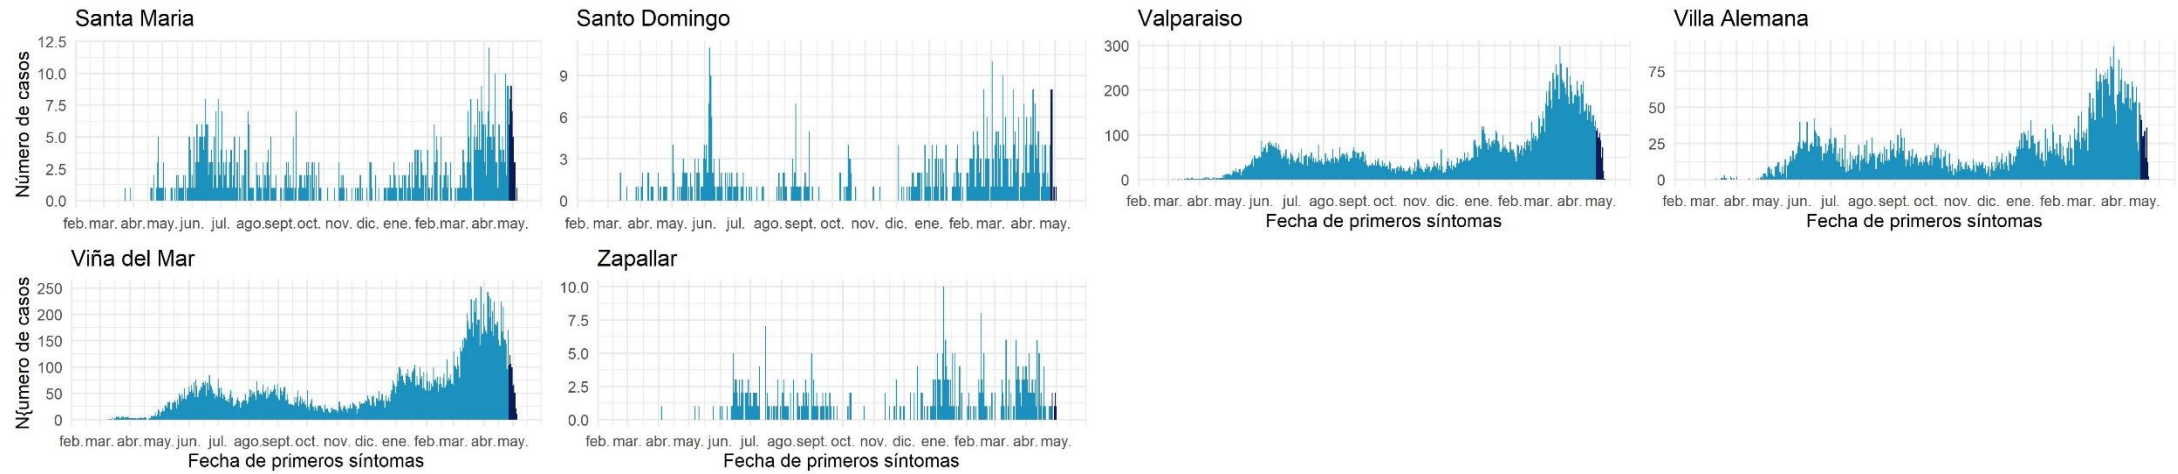 Santa Maria
Santo Domingo
Valparaiso
Villa Alemana
Número de casos
12.5
10.0
7.5
5.0
2.5
0.0
feb. mar. abr. may. jun. jul. ago. sept. oct. nov. dic. ene. feb. mar. abr. may.
9
6
3
0
feb. mar. abr. may. jun. jul. ago. sept. oct. nov. dic. ene. feb. mar. abr. may.
300
200
100
0
feb. mar. abr. may. jun. jul. ago. sept. oct. nov. dic. ene. feb. mar. abr. may.
Fecha de primeros síntomas
75
50
25
0
feb. mar. abr. may. jun. jul. ago. sept. oct. nov. dic. ene. feb. mar. abr. may.
Fecha de primeros síntomas
Viña del Mar
Zapallar
N{umero de casos
250
200
150
100
50
0
feb. mar. abr. may. jun. jul. ago. sept. oct. nov. dic. ene. feb. mar. abr. may.
Fecha de primeros síntomas
10.0
7.5
5.0
2.5
0.0
feb. mar. abr. may. jun. jul. ago. sept. oct. nov. dic. ene. feb. mar. abr. may.
Fecha de primeros síntomas